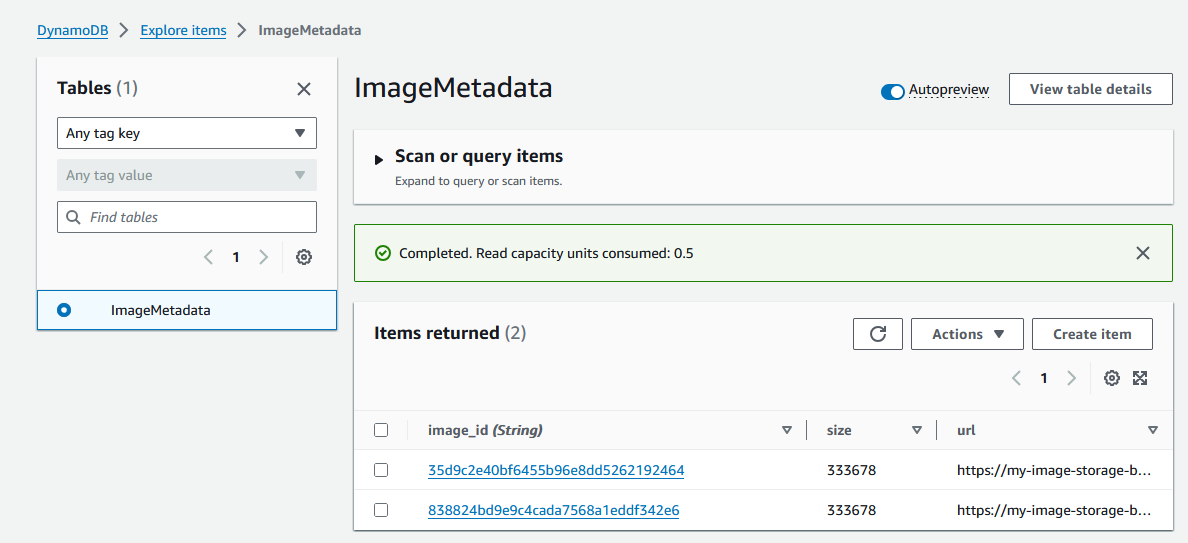 DynamoDB > Explore items > ImageMetadata
Tables (1)
Any tag key
Any tag value
Find tables
1
ImageMetadata
ImageMetadata
Autopreview
View table details
Scan or query items
Expand to query or scan items.
Completed. Read capacity units consumed: 0.5
Items returned (2)
Actions
Create item
1
image_id (String) size url
35d9c2e40bf6455b96e8dd5262192464 333678 https://my-image-storage-b...
838824bd9e9c4cada7568a1eddf342e6 333678 https://my-image-storage-b...